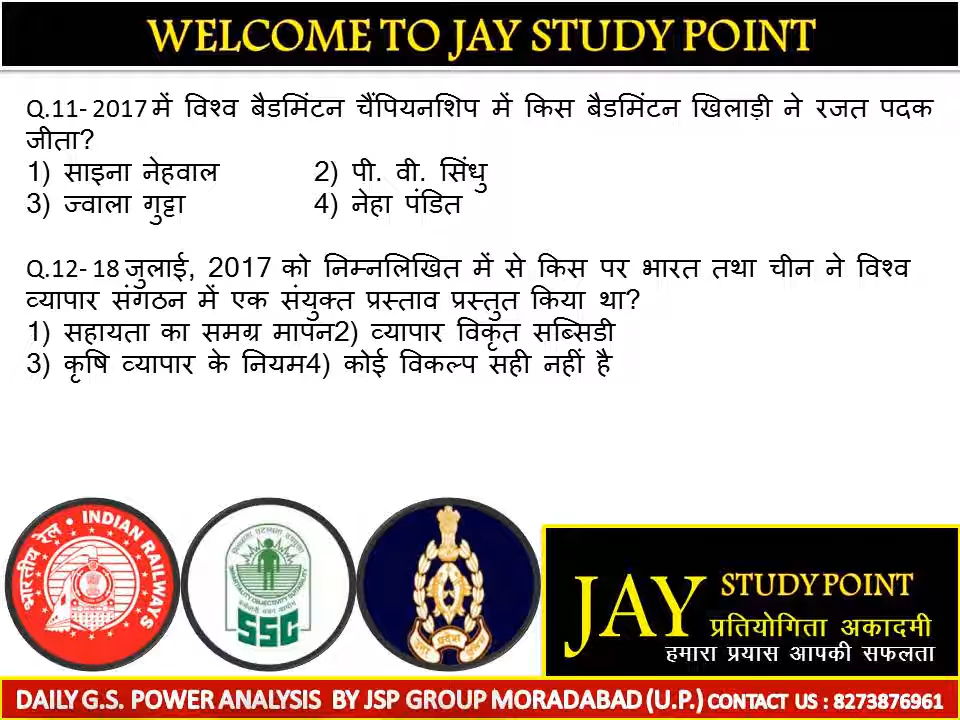 WELCOME TO JAY STUDY POINT
Q.11- 2017 में विश्व बैडमिंटन चैंपियनशिप में किस बैडमिंटन खिलाड़ी ने रजत पदक
जीता?
1) साइना नेहवाल 2) पी. वी. सिंधु
3) ज्वाला गुट्टा 4) नेहा पंडित
Q.12- 18 जुलाई, 2017 को निम्नलिखित में से किस पर भारत तथा चीन ने विश्व
व्यापार संगठन में एक संयुक्त प्रस्ताव प्रस्तुत किया था?
1) सहायता का समग्र मापन2) व्यापार विकृत सब्सिडी
3) कृषि व्यापार के नियम4) कोई विकल्प सही नहीं है
भारतीय रेल • INDIAN RAILWAYS
SSC
JAY STUDY POINT
प्रतियोगिता अकादमी
हमारा प्रयास आपकी सफलता
DAILY G.S. POWER ANALYSIS BY JSP GROUP MORADABAD (U.P.) CONTACT US : 8273876961